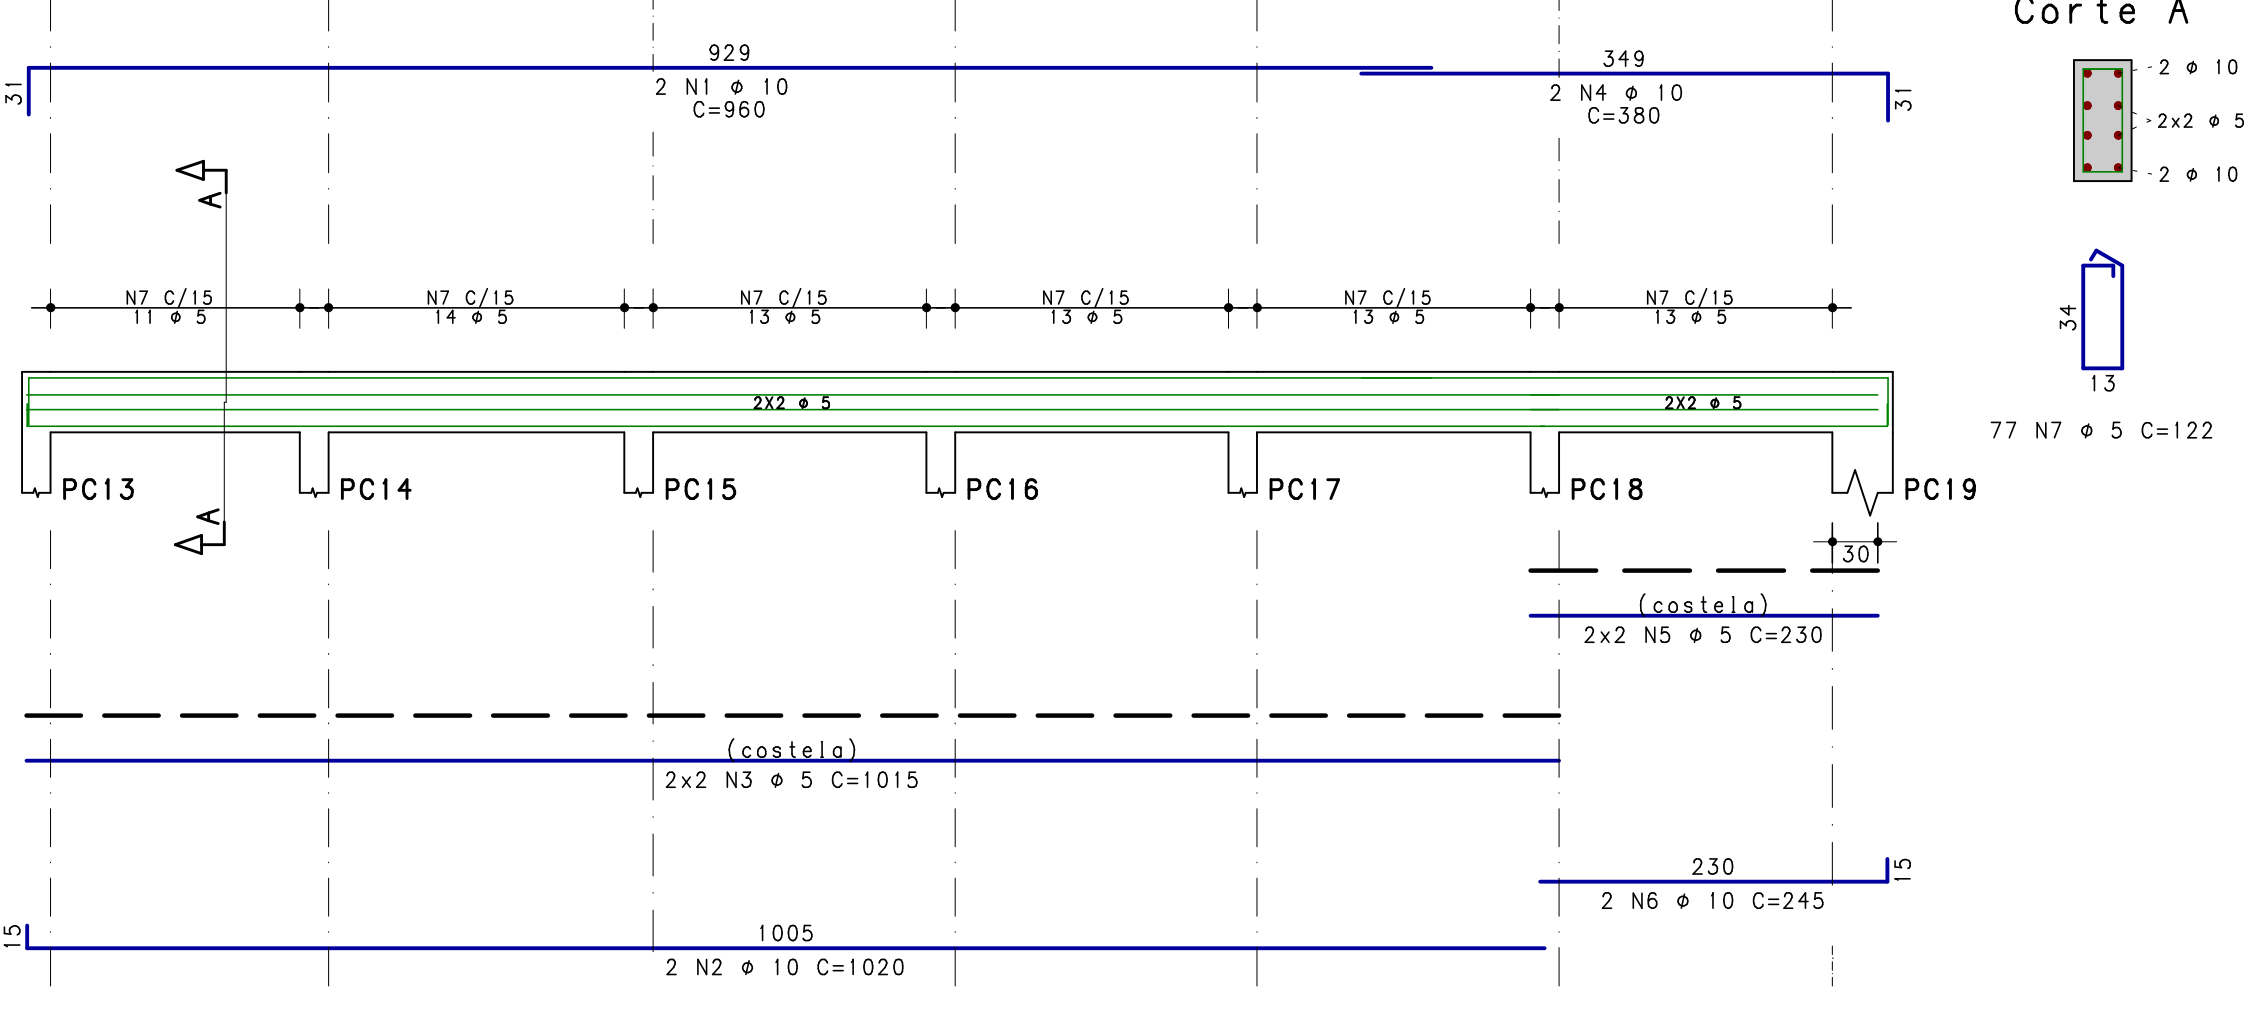 Corte A
929
349
2 N1 ø 10
C=960
2 N4 ø 10
C=380
31
31
2 ø 10
2x2 ø 5
2 ø 10
A
N7 C/15
11 ø 5
N7 C/15
14 ø 5
N7 C/15
13 ø 5
N7 C/15
13 ø 5
N7 C/15
13 ø 5
N7 C/15
13 ø 5
34
13
77 N7 ø 5 C=122
2X2 ø 5
2X2 ø 5
PC13
PC14
PC15
PC16
PC17
PC18
PC19
A
30
(costela)
2x2 N5 ø 5 C=230
(costela)
2x2 N3 ø 5 C=1015
230
15
2 N6 ø 10 C=245
15
1005
2 N2 ø 10 C=1020